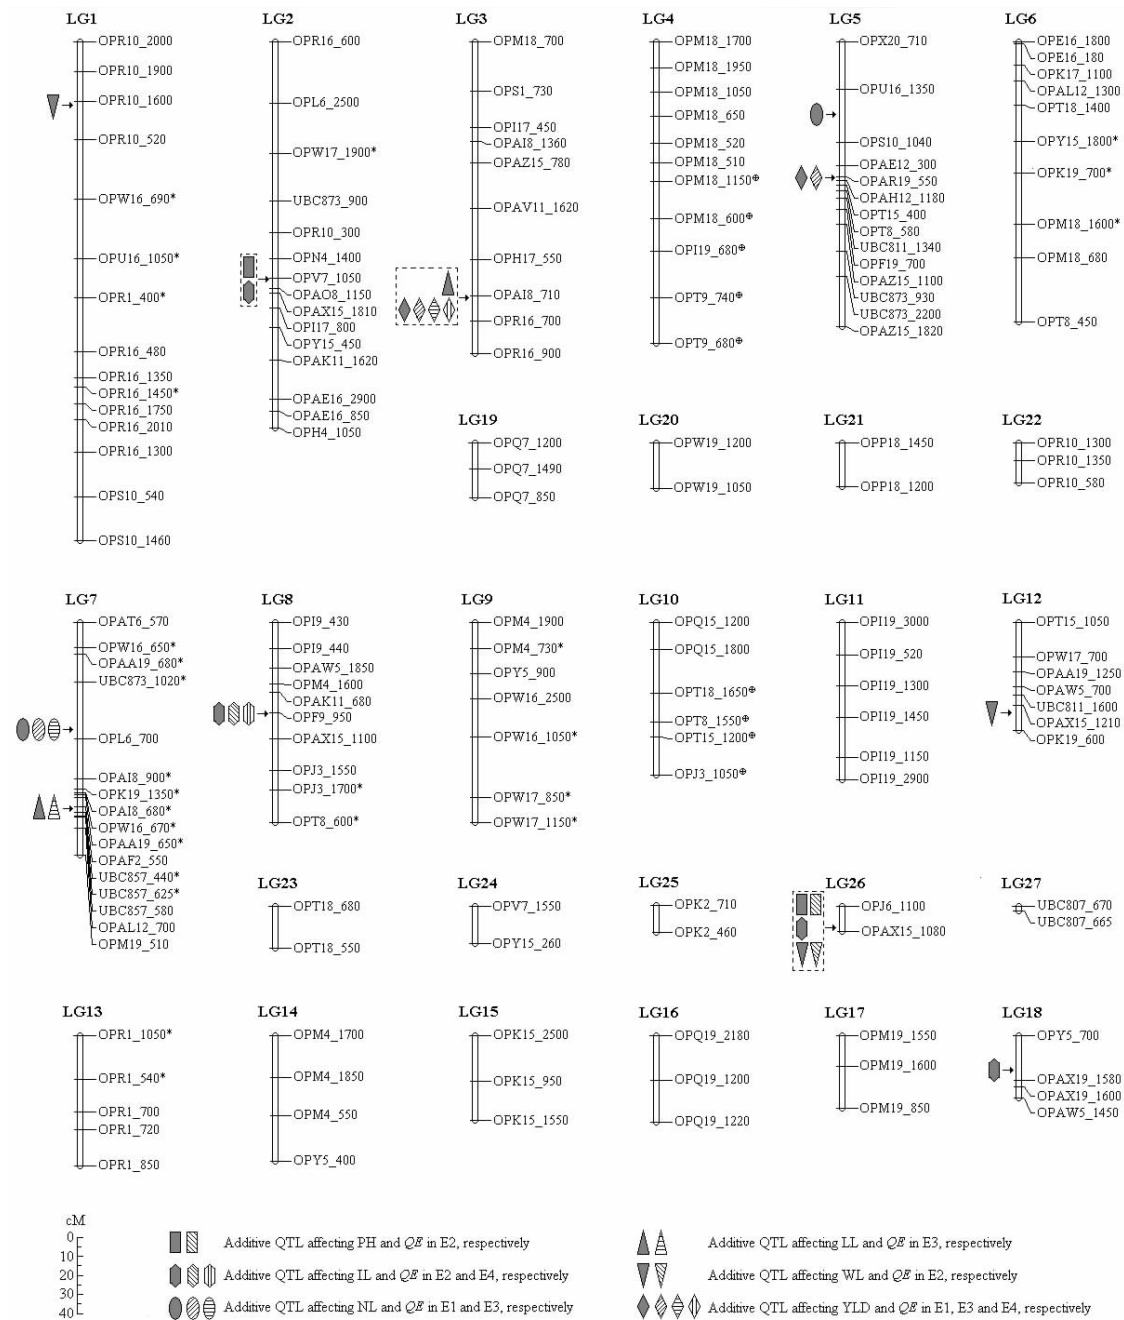 LG1
OPR10_2000
OPR10_1900
OPR10_1600
OPR10_520
OPW16_690*
OPU16_1050*
OPR1_400*
OPR16_480
OPR16_1350
OPR16_1450*
OPR16_1750
OPR16_2010
OPR16_1300
OPS10_540
OPS10_1460
LG2
OPR16_600
OPL6_2500
OPW17_1900*
UBC873_900
OPR10_300
OPN4_1400
OPV7_1050
OPAO8_1150
OPAX15_1810
OPI17_800
OPY15_450
OPAK11_1620
OPAE16_2900
OPAE16_850
OPH4_1050
LG3
OPM18_700
OPS1_730
OPI17_450
OPAI8_1360
OPAZ15_780
OPAV11_1620
OPH17_550
OPAI8_710
OPR16_700
OPR16_900
LG4
OPM18_1700
OPM18_1950
OPM18_1050
OPM18_650
OPM18_520
OPM18_510
OPM18_1150⊕
OPM18_600⊕
OPI19_680⊕
OPT9_740⊕
OPT9_680⊕
LG5
OPX20_710
OPU16_1350
OPS10_1040
OPAE12_300
OPAR19_550
OPAH12_1180
OPT15_400
OPT8_580
UBC811_1340
OPF19_700
OPAZ15_1100
UBC873_930
UBC873_2200
OPAZ15_1820
LG6
OPE16_1800
OPE16_180
OPK17_1100
OPAL12_1300
OPT18_1400
OPY15_1800*
OPK19_700*
OPM18_1600*
OPM18_680
OPT8_450
LG19
OPQ7_1200
OPQ7_1490
OPQ7_850
LG20
OPW19_1200
OPW19_1050
LG21
OPP18_1450
OPP18_1200
LG22
OPR10_1300
OPR10_1350
OPR10_580
LG7
OPAT6_570
OPW16_650*
OPAA19_680*
UBC873_1020*
OPL6_700
OPAI8_900*
OPK19_1350*
OPAI8_680*
OPW16_670*
OPAA19_650*
OPAF2_550
UBC857_440*
UBC857_625*
UBC857_580
OPAL12_700
OPM19_510
LG8
OPI9_430
OPI9_440
OPAW5_1850
OPM4_1600
OPAK11_680
OPF9_950
OPAX15_1100
OPJ3_1550
OPJ3_1700*
OPT8_600*
LG9
OPM4_1900
OPM4_730*
OPY5_900
OPW16_2500
OPW16_1050*
OPW17_850*
OPW17_1150*
LG10
OPQ15_1200
OPQ15_1800
OPT18_1650⊕
OPT8_1550⊕
OPT15_1200⊕
OPJ3_1050⊕
LG11
OPI19_3000
OPI19_520
OPI19_1300
OPI19_1450
OPI19_1150
OPI19_2900
LG12
OPT15_1050
OPW17_700
OPAA19_1250
OPAW5_700
UBC811_1600
OPAX15_1210
OPK19_600
LG23
OPT18_680
OPT18_550
LG24
OPV7_1550
OPY15_260
LG25
OPK2_710
OPK2_460
LG26
OPJ6_1100
OPAX15_1080
LG27
UBC807_670
UBC807_665
LG13
OPR1_1050*
OPR1_540*
OPR1_700
OPR1_720
OPR1_850
LG14
OPM4_1700
OPM4_1850
OPM4_550
OPY5_400
LG15
OPK15_2500
OPK15_950
OPK15_1550
LG16
OPQ19_2180
OPQ19_1200
OPQ19_1220
LG17
OPM19_1550
OPM19_1600
OPM19_850
LG18
OPY5_700
OPAX19_1580
OPAX19_1600
OPAW5_1450
cM
0
10
20
30
40
Additive QTL affecting PH and QE in E2, respectively
Additive QTL affecting IL and QE in E2 and E4, respectively
Additive QTL affecting NL and QE in E1 and E3, respectively
Additive QTL affecting LL and QE in E3, respectively
Additive QTL affecting WL and QE in E2, respectively
Additive QTL affecting YLD and QE in E1, E3 and E4, respectively